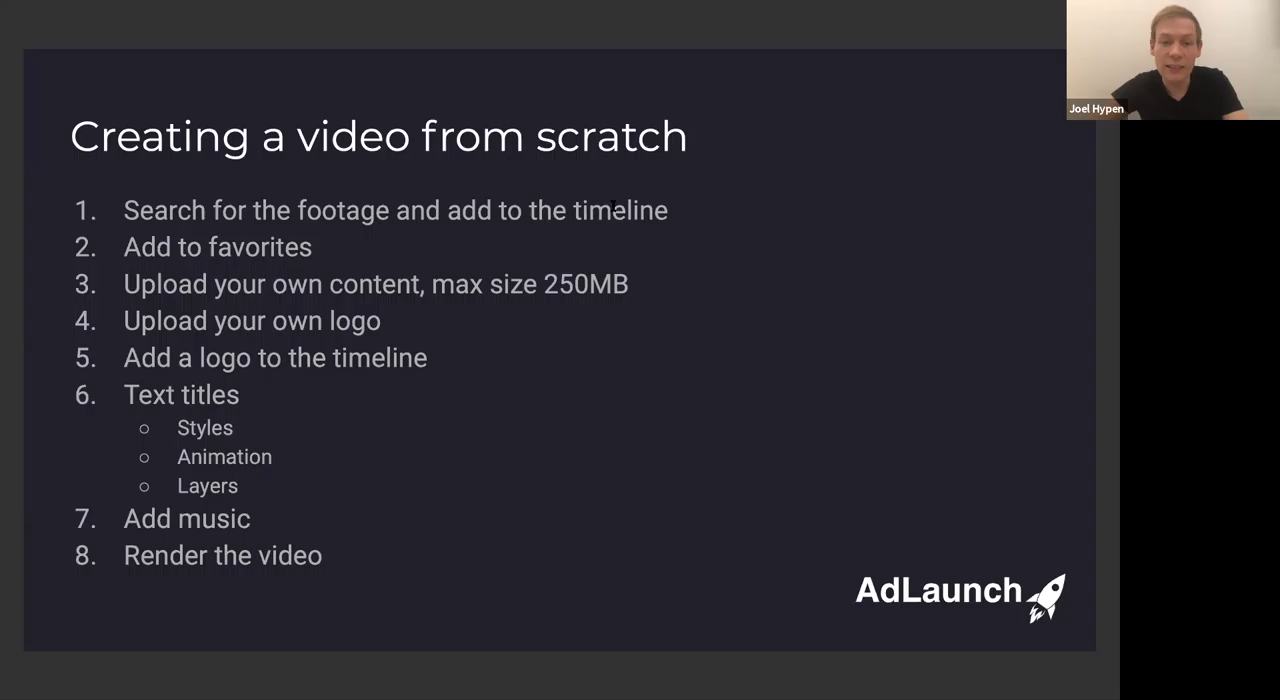 Creating a video from scratch
1. Search for the footage and add to the timeline
2. Add to favorites
3. Upload your own content, max size 250MB
4. Upload your own logo
5. Add a logo to the timeline
6. Text titles
○ Styles
○ Animation
○ Layers
7. Add music
8. Render the video
AdLaunch
Joel Hypen